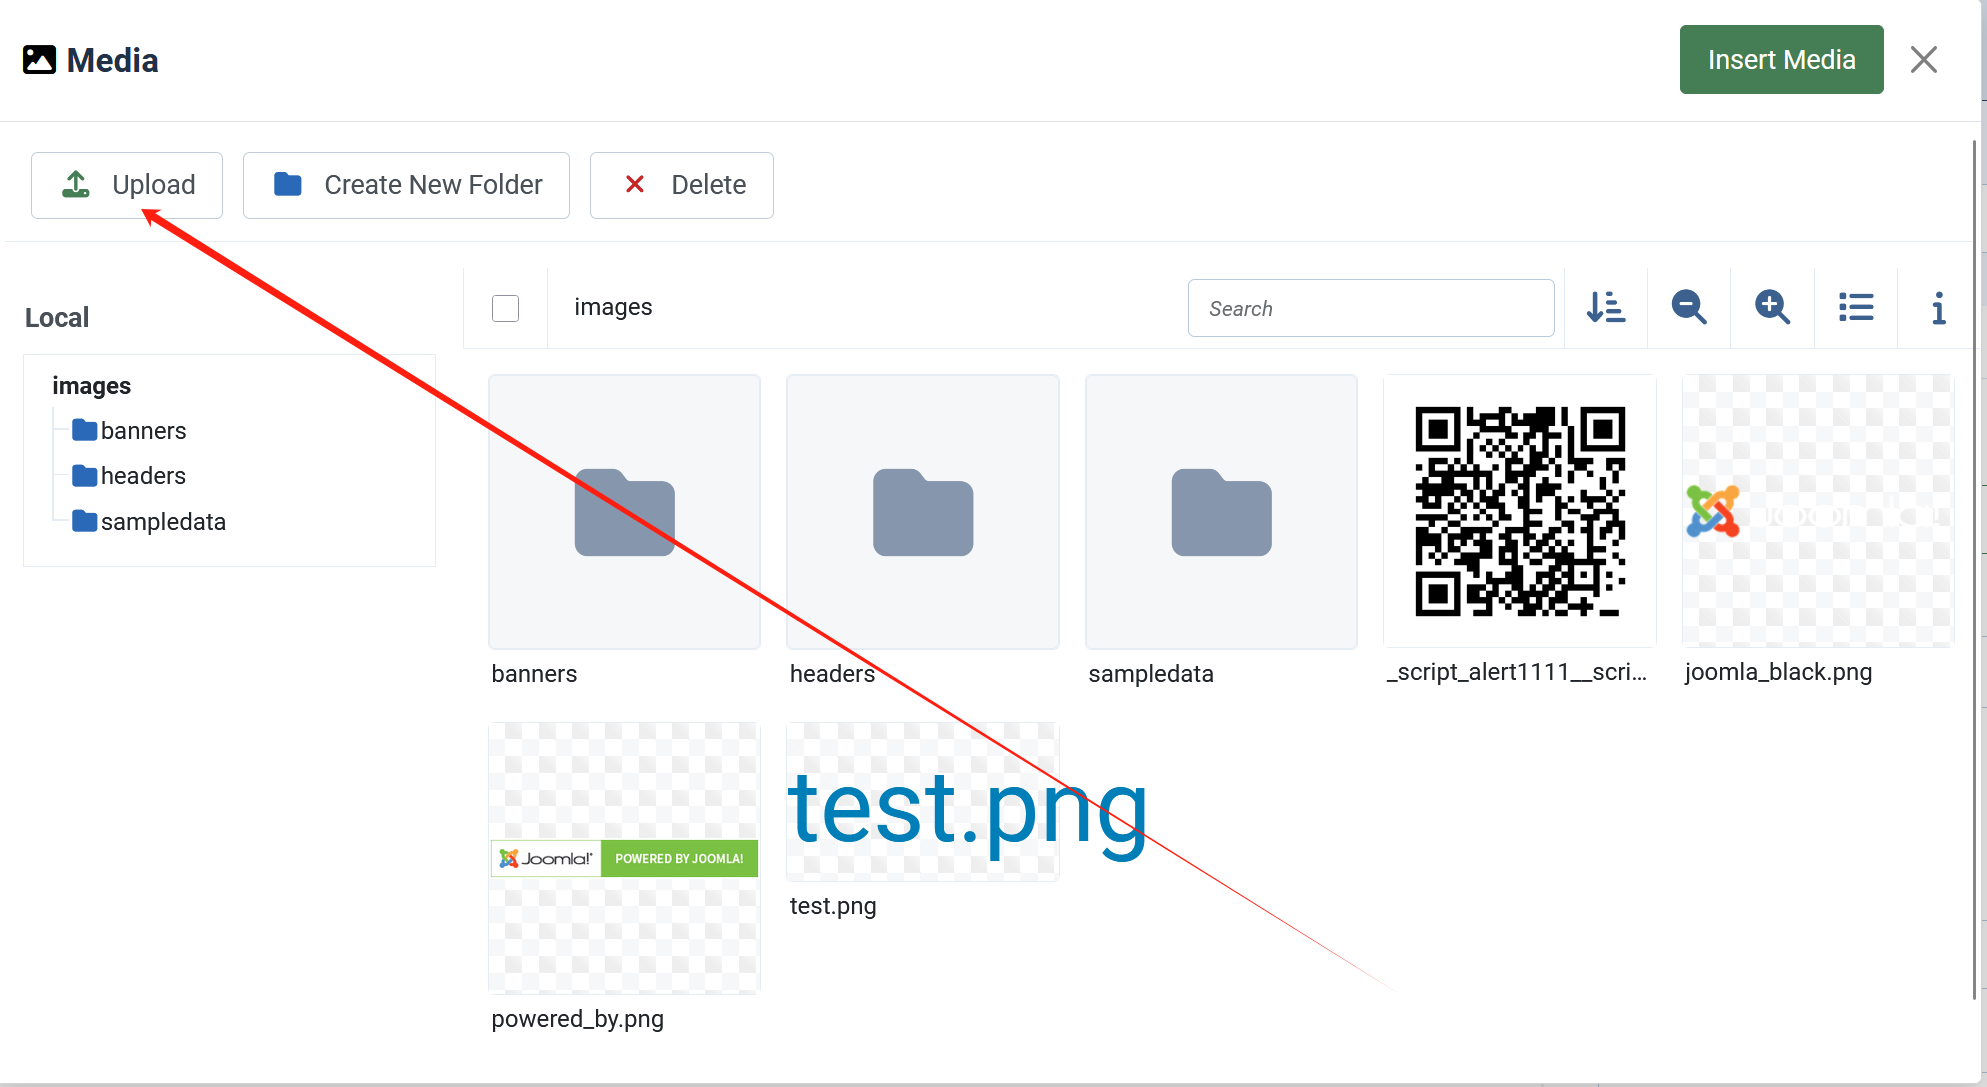 Media
Insert Media
Upload
Create New Folder
Delete
Local
images
Search
images
banners
headers
sampledata
banners
headers
sampledata
_script_alert1111__scri...
joomla_black.png
Joomla!
POWERED BY JOOMLA!
test.png
test.png
powered_by.png